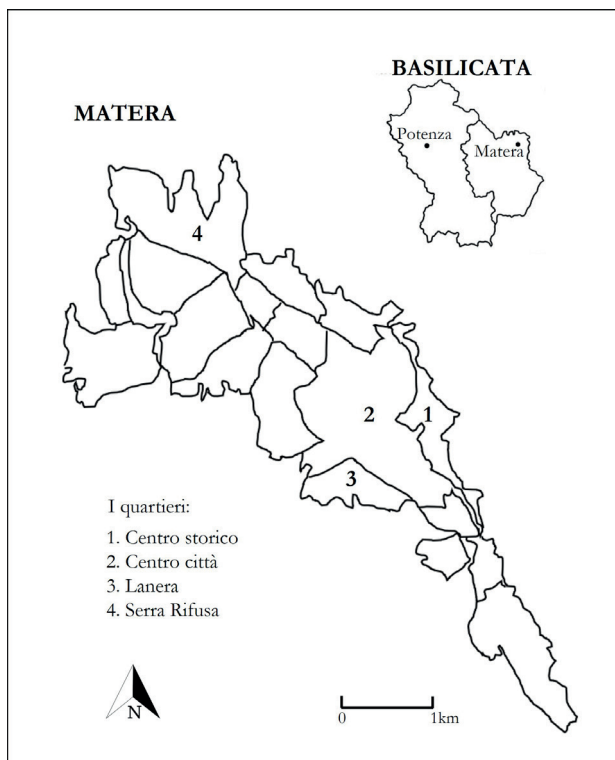 BASILICATA
MATERA
Potenza
Matera
4
2
1
3
I quartieri:
1. Centro storico
2. Centro città
3. Lanera
4. Serra Rifusa
N
0
1km